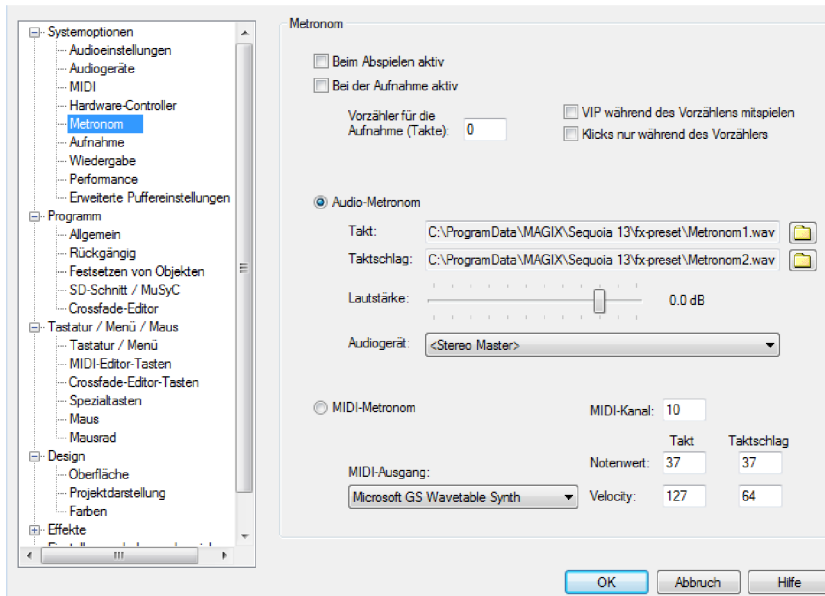 Systemoptionen
Audioeinstellungen
Audiogeräte
MIDI
Hardware-Controller
Metronom
Aufnahme
Wiedergabe
Performance
Erweiterte Puffereinstellungen
Programm
Allgemein
Rückgängig
Festsetzen von Objekten
SD-Schnitt / MuSyC
Crossfade-Editor
Tastatur / Menü / Maus
Tastatur / Menü
MIDI-Editor-Tasten
Crossfade-Editor-Tasten
Spezialtasten
Maus
Mausrad
Design
Oberfläche
Projektdarstellung
Farben
Effekte
Metronom
Beim Abspielen aktiv
Bei der Aufnahme aktiv
Vorzähler für die
Aufnahme (Takte): 0
VIP während des Vorzählens mitspielen
Klicks nur während des Vorzählers
Audio-Metronom
Takt: C:\ProgramData\MAGIX\Sequoia 13\fx-preset\Metronom1.wav
Taktschlag: C:\ProgramData\MAGIX\Sequoia 13\fx-preset\Metronom2.wav
Lautstärke: 0.0 dB
Audiogerät: <Stereo Master>
MIDI-Metronom
MIDI-Kanal: 10
Takt Taktschlag
Notenwert: 37 37
MIDI-Ausgang:
Microsoft GS Wavetable Synth
Velocity: 127 64
OK Abbruch Hilfe